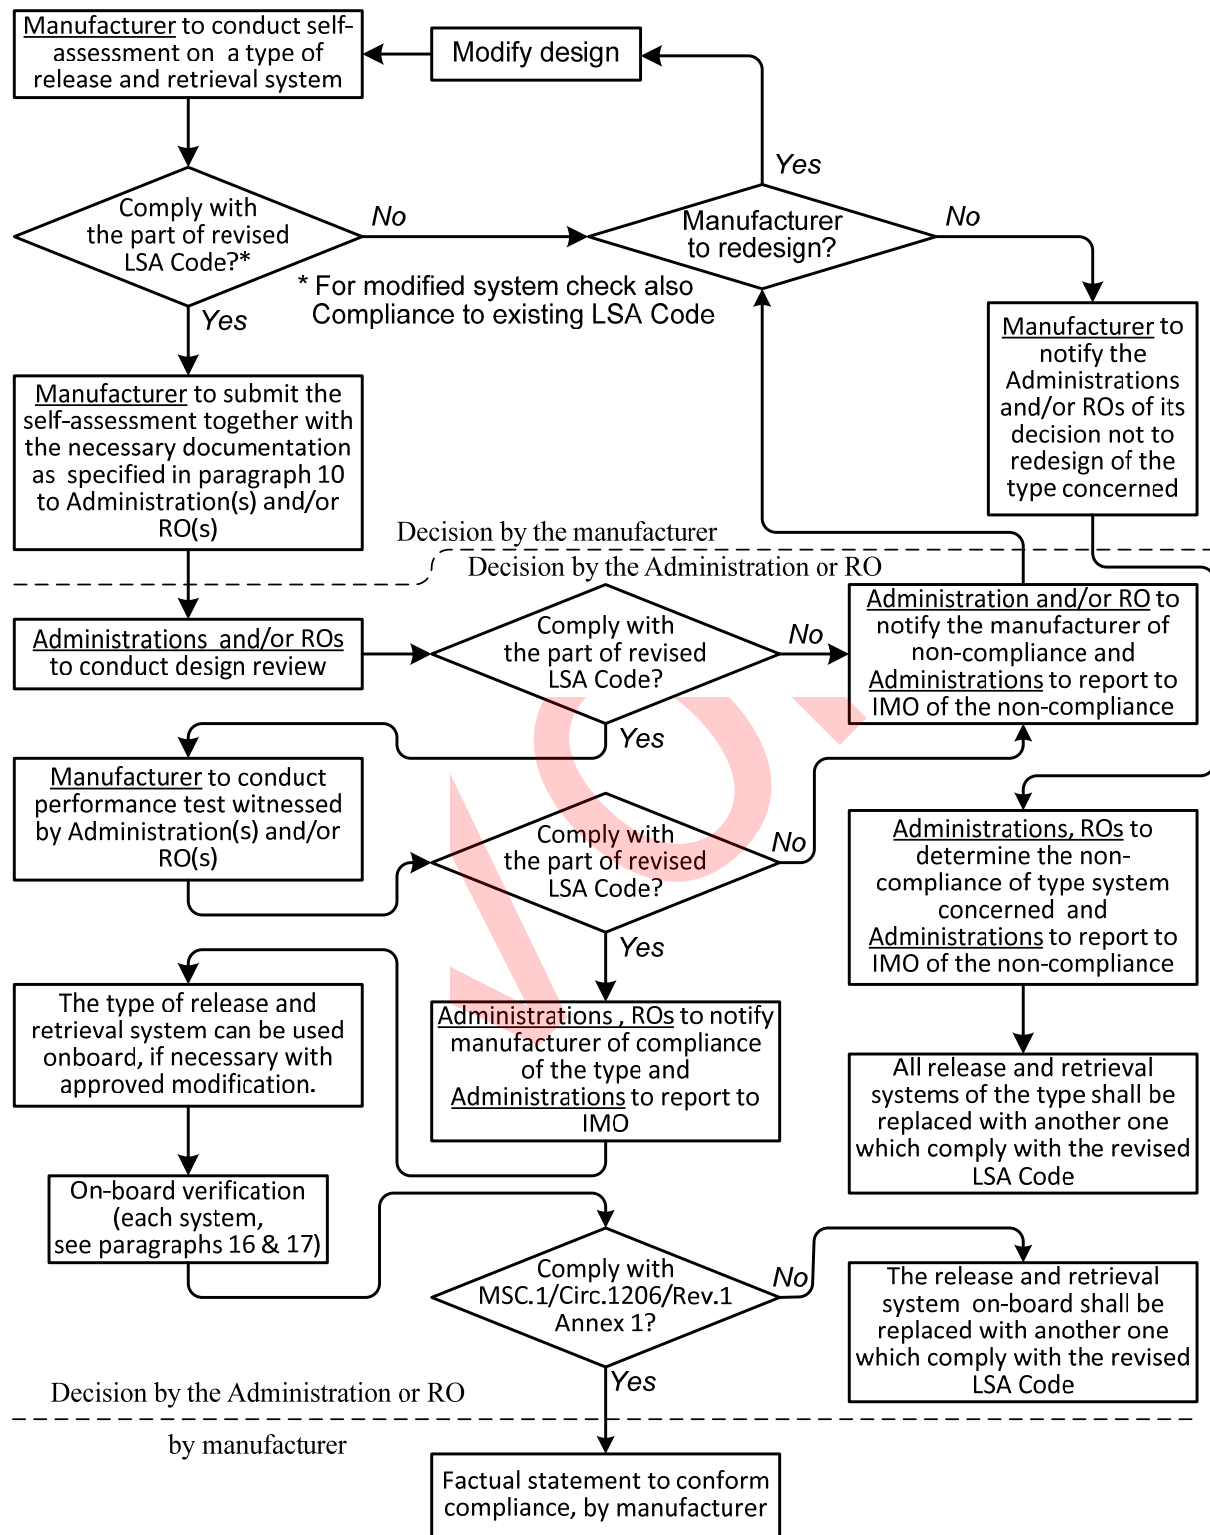 Manufacturer to conduct self-
assessment on a type of
release and retrieval system
Modify design
Yes
Comply with
the part of revised
LSA Code?*
No
Manufacturer
to redesign?
No
* For modified system check also
Compliance to existing LSA Code
Yes
Manufacturer to
notify the
Administrations
and/or ROs of its
decision not to
redesign of the
type concerned
Manufacturer to submit the
self-assessment together with
the necessary documentation
as specified in paragraph 10
to Administration(s) and/or
RO(s)
Decision by the manufacturer
Decision by the Administration or RO
Administrations and/or ROs
to conduct design review
Comply with
the part of revised
LSA Code?
No
Administration and/or RO to
notify the manufacturer of
non-compliance and
Administrations to report to
IMO of the non-compliance
Yes
Manufacturer to conduct
performance test witnessed
by Administration(s) and/or
RO(s)
Comply with
the part of revised
LSA Code?
No
Administrations, ROs to
determine the non-
compliance of type system
concerned and
Administrations to report to
IMO of the non-compliance
Yes
The type of release and
retrieval system can be used
onboard, if necessary with
approved modification.
Administrations , ROs to notify
manufacturer of compliance
of the type and
Administrations to report to
IMO
All release and retrieval
systems of the type shall be
replaced with another one
which comply with the revised
LSA Code
On-board verification
(each system,
see paragraphs 16 & 17)
Comply with
MSC.1/Circ.1206/Rev.1
Annex 1?
No
The release and retrieval
system on-board shall be
replaced with another one
which comply with the revised
LSA Code
Yes
Decision by the Administration or RO
by manufacturer
Factual statement to conform
compliance, by manufacturer